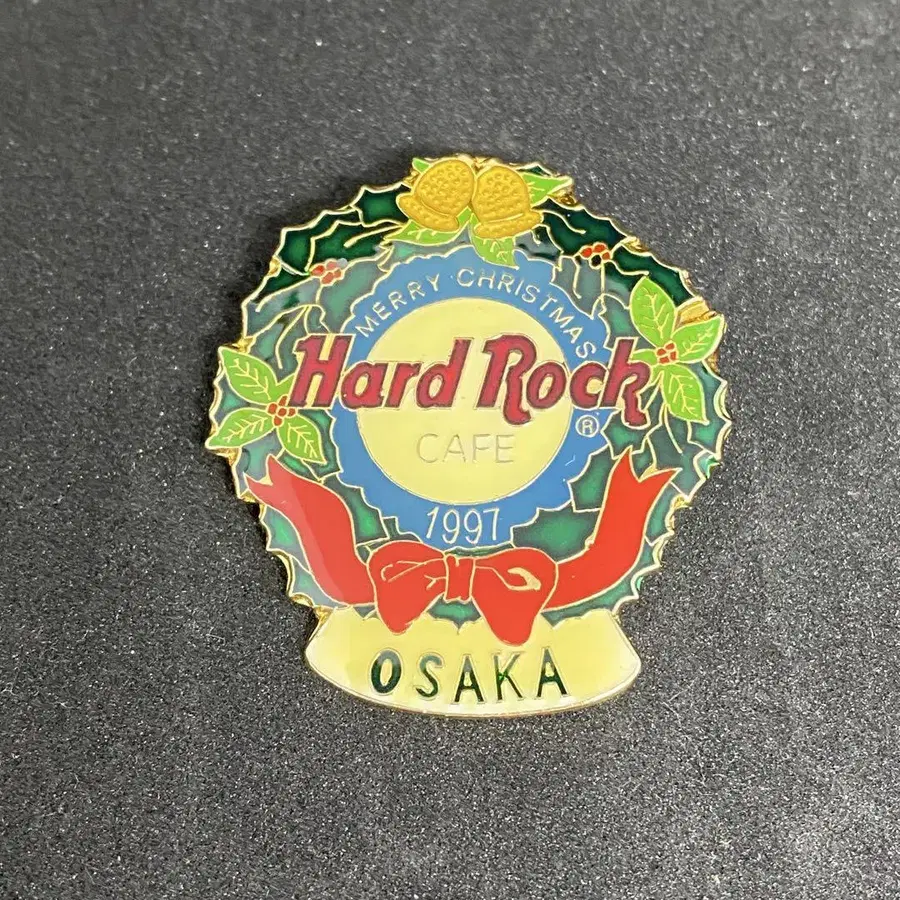 MERRY CHRISTMAS
Hard Rock
®
CAFE
1997
OSAKA